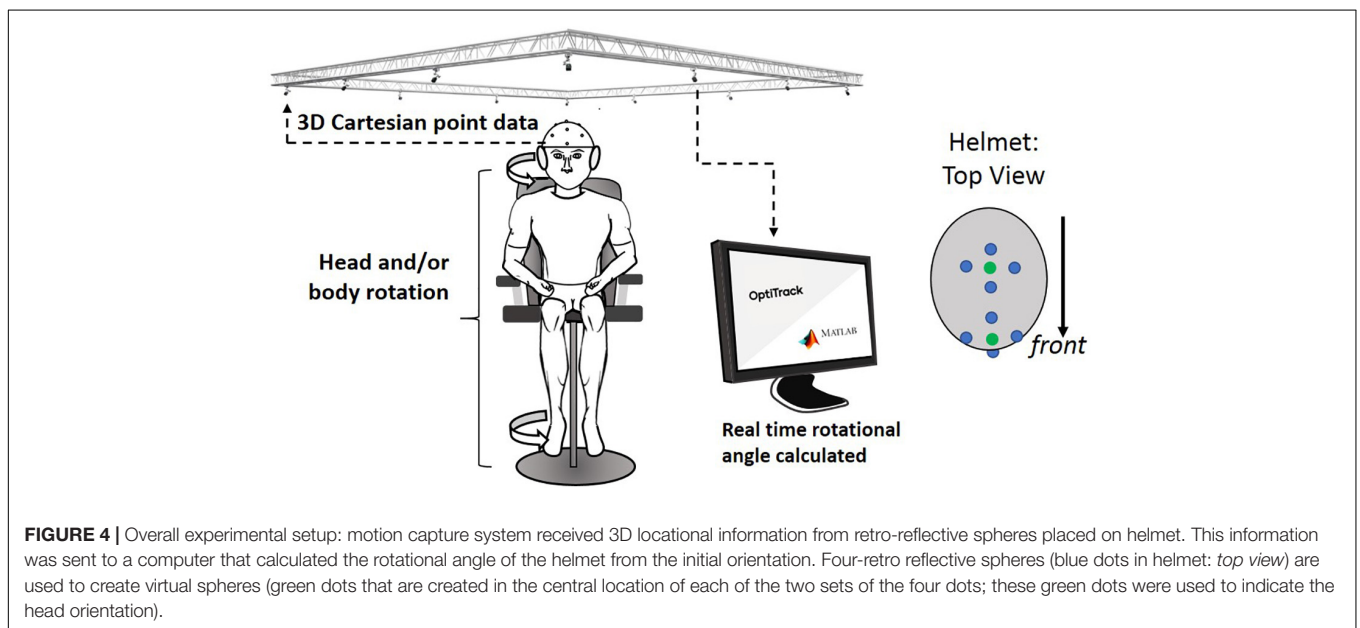 3D Cartesian point data
Helmet:
Top View
Head and/or
body rotation
OptiTrack
MATLAB
front
Real time rotational
angle calculated
FIGURE 4 | Overall experimental setup: motion capture system received 3D locational information from retro-reflective spheres placed on helmet. This information
was sent to a computer that calculated the rotational angle of the helmet from the initial orientation. Four-retro reflective spheres (blue dots in helmet: top view) are
used to create virtual spheres (green dots that are created in the central location of each of the two sets of the four dots; these green dots were used to indicate the
head orientation).